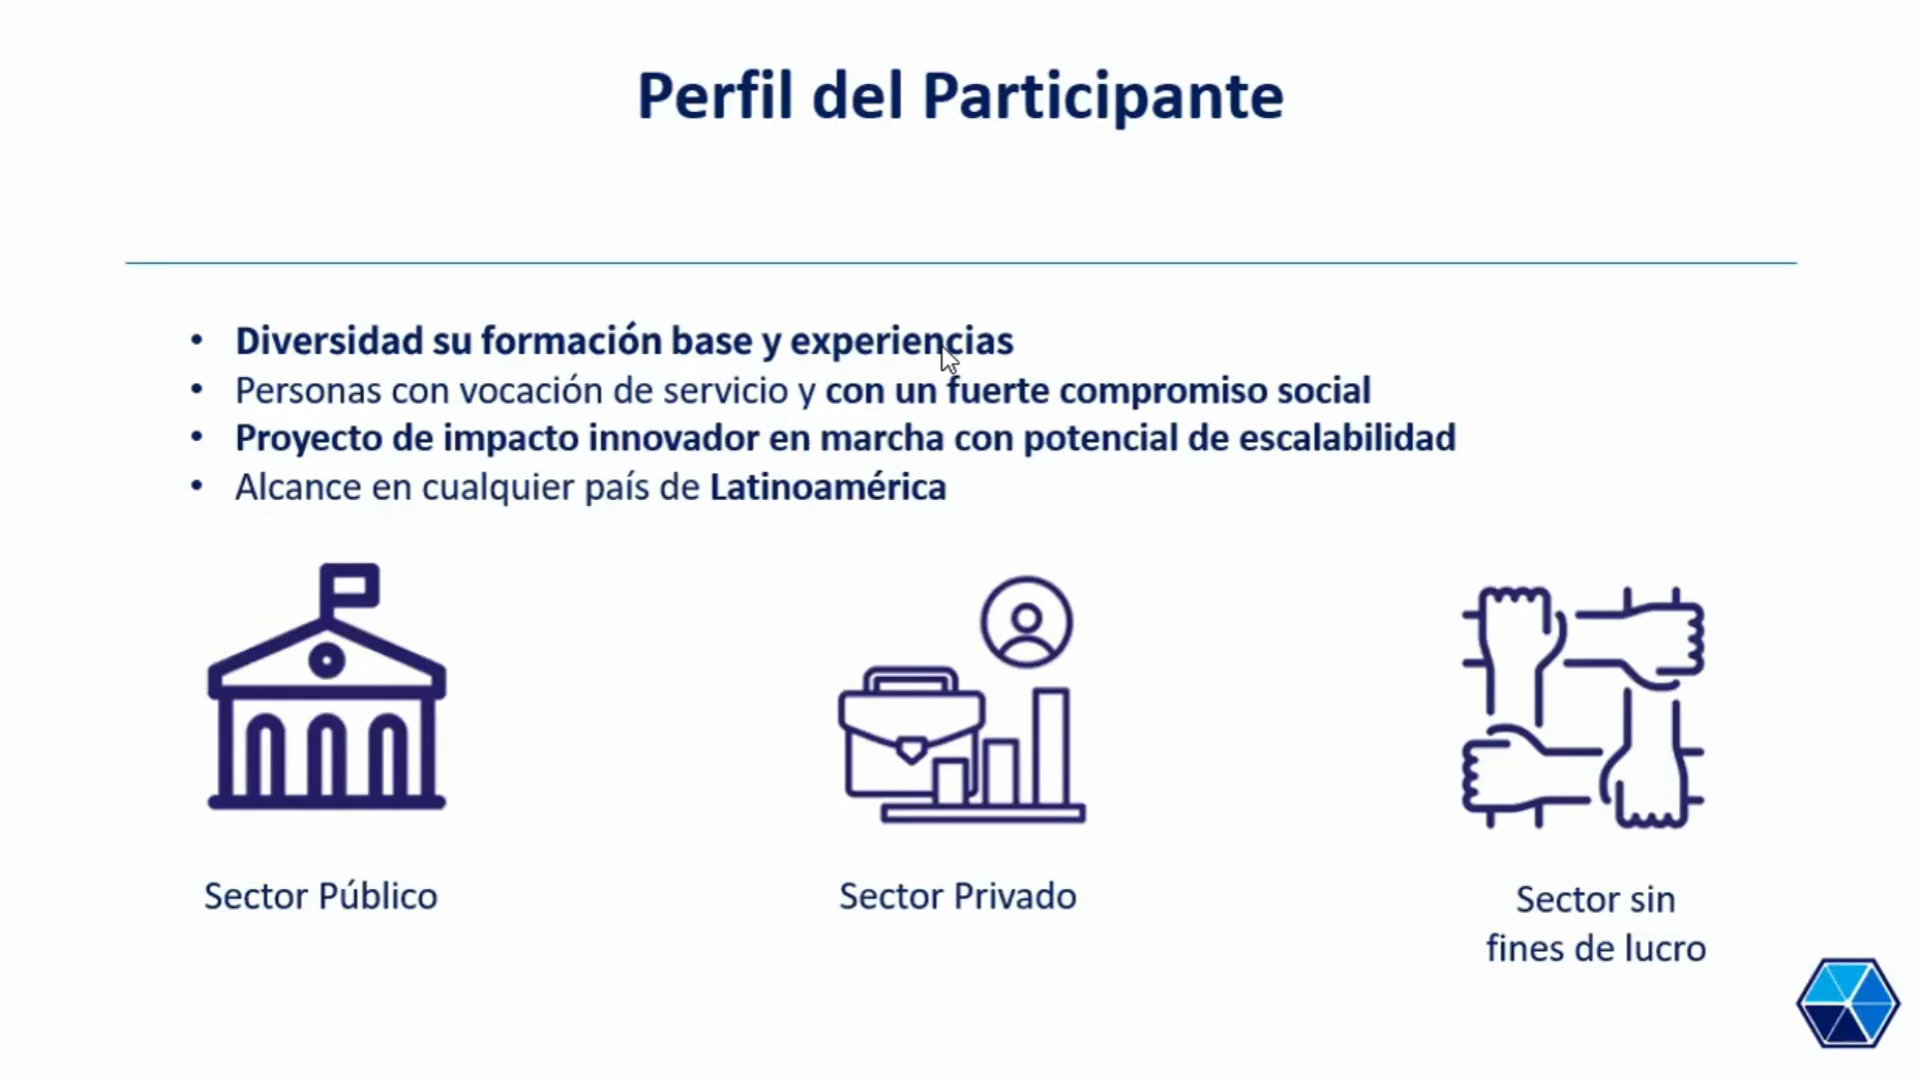 Perfil del Participante
• Diversidad su formación base y experiencias
• Personas con vocación de servicio y con un fuerte compromiso social
• Proyecto de impacto innovador en marcha con potencial de escalabilidad
• Alcance en cualquier país de Latinoamérica
Sector Público
Sector Privado
Sector sin
fines de lucro